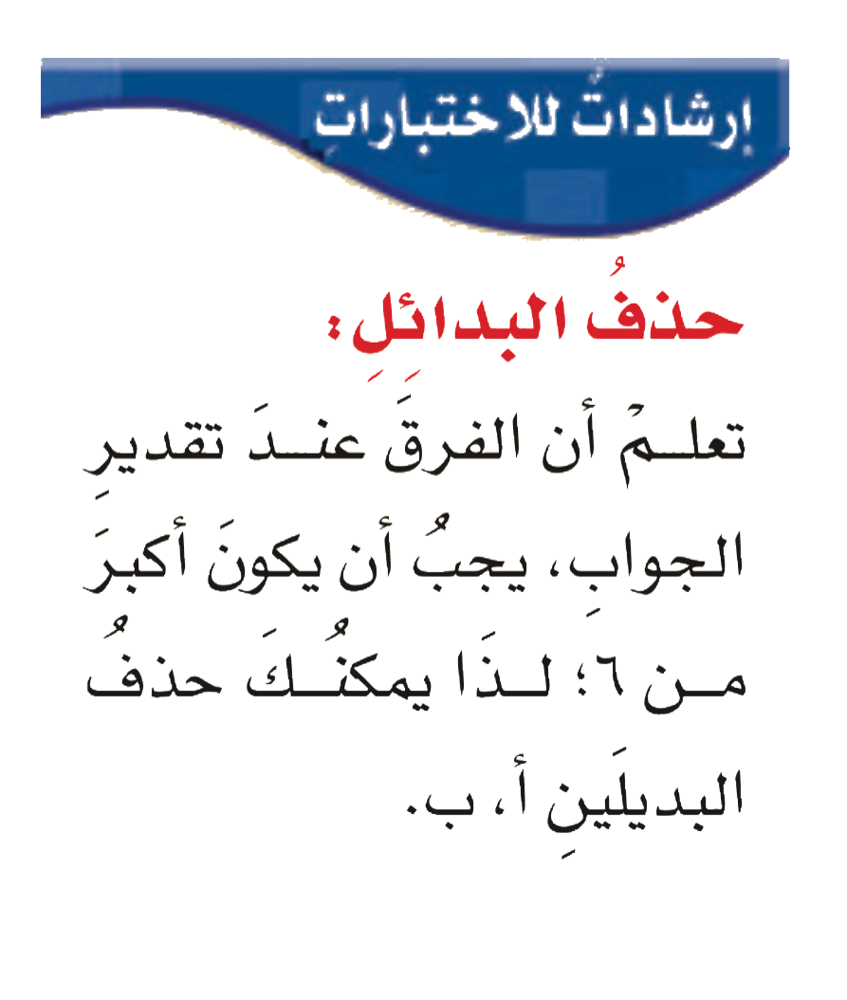 إرشاداتٌ للاختباراتِ
حذفُ البدائلِ:
تعلـمْ أن الفرقَ عنـدَ تقديرِ
الجوابِ، يجبُ أن يكونَ أكبرَ
مـن ٦؛ لـذَا يمكنُـكَ حذفُ
البديلَينِ أ، ب.